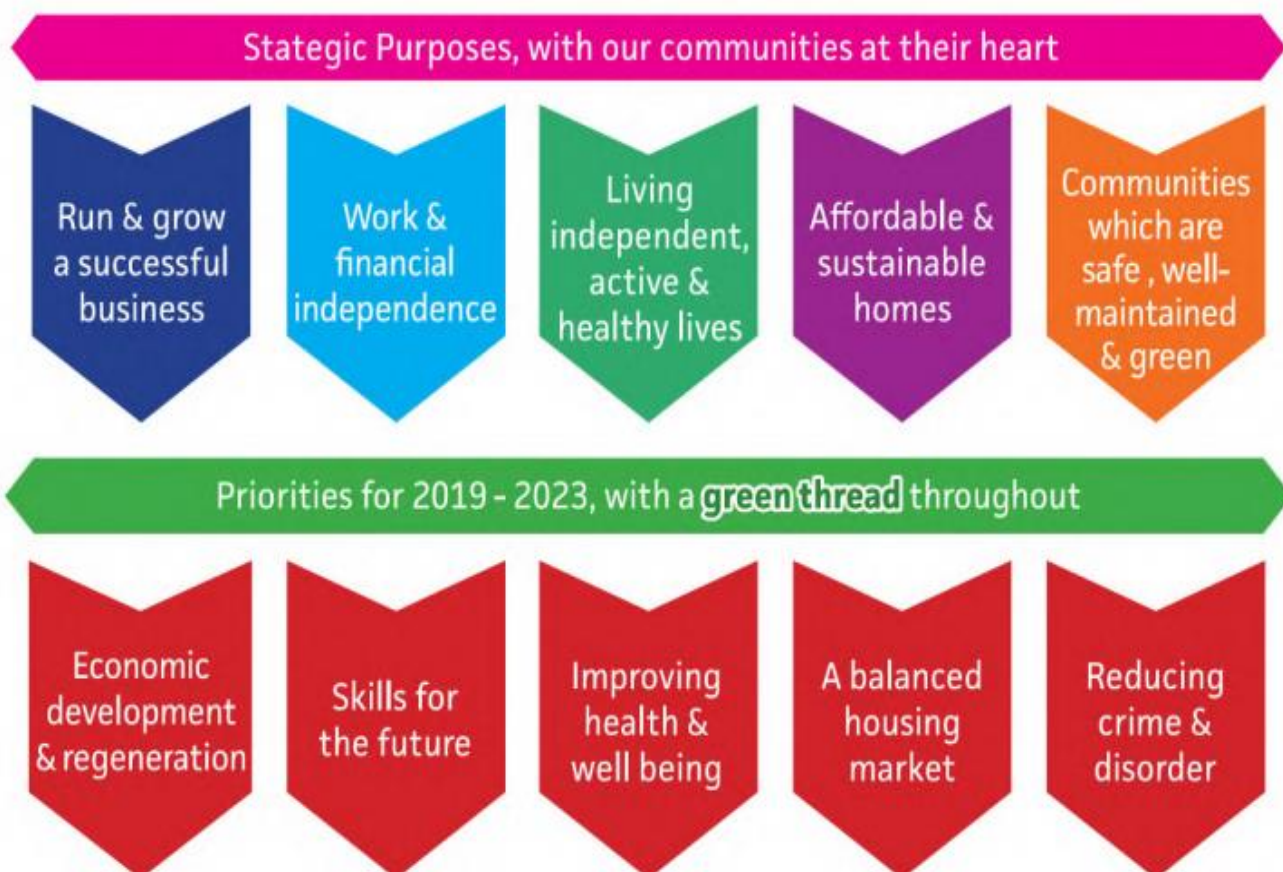 Stategic Purposes, with our communities at their heart
Run & grow
a successful
business
Work &
financial
independence
Living
independent,
active &
healthy lives
Affordable &
sustainable
homes
Communities
which are
safe , well-
maintained
& green
Priorities for 2019 - 2023, with a green thread throughout
Economic
development
& regeneration
Skills for
the future
Improving
health &
well being
A balanced
housing
market
Reducing
crime &
disorder